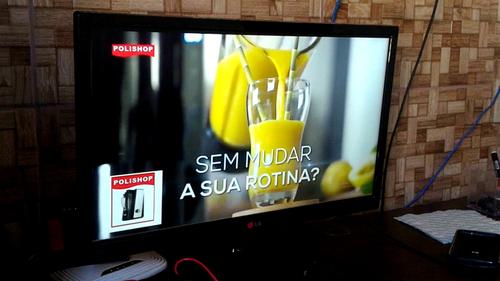 POLISHOP
SEM MUDAR
A SUA ROTINA?
POLISHOP
LG